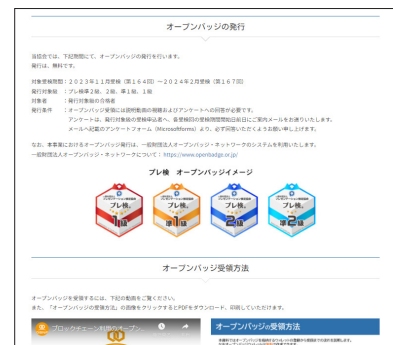 オープンバッジの発行
当協会では、下記期間にて、オープンバッジの発行を行います。
発行は、無料です。
対象受検期間：２０２３年１１月受検（第１６４回）～２０２４年２月受検（第１６７回）
発行対象級　：プレ検準２級、２級、準１級、１級
対象者　　　：発行対象級の合格者
発行条件　　：オープンバッジ受領には説明動画の視聴およびアンケートへの回答が必要です。
アンケートは、発行対象級の受検申込者へ、各受検回の受検期間開始日前日にご案内メールをお送りいたします。
メールへ記載のアンケートフォーム（Microsoftforms）より、必ず回答いただくようお願い申し上げます。
なお、本事業におけるオープンバッジ発行は、一般財団法人オープンバッジ・ネットワークのシステムを利用いたします。
一般財団法人オープンバッジ・ネットワークについて：https://www.openbadge.or.jp/
プレ検　オープンバッジイメージ
プレ検。 プレ検。 プレ検。 プレ検。
1級 準1級 2級 準2級
オープンバッジ受領方法
オープンバッジを受領するには、下記の動画をご覧ください。
また、「オープンバッジの受領方法」の画像をクリックするとPDFをダウンロード、印刷していただけます。
ブロックチェーン利用のオープン...
オープンバッジの受領方法